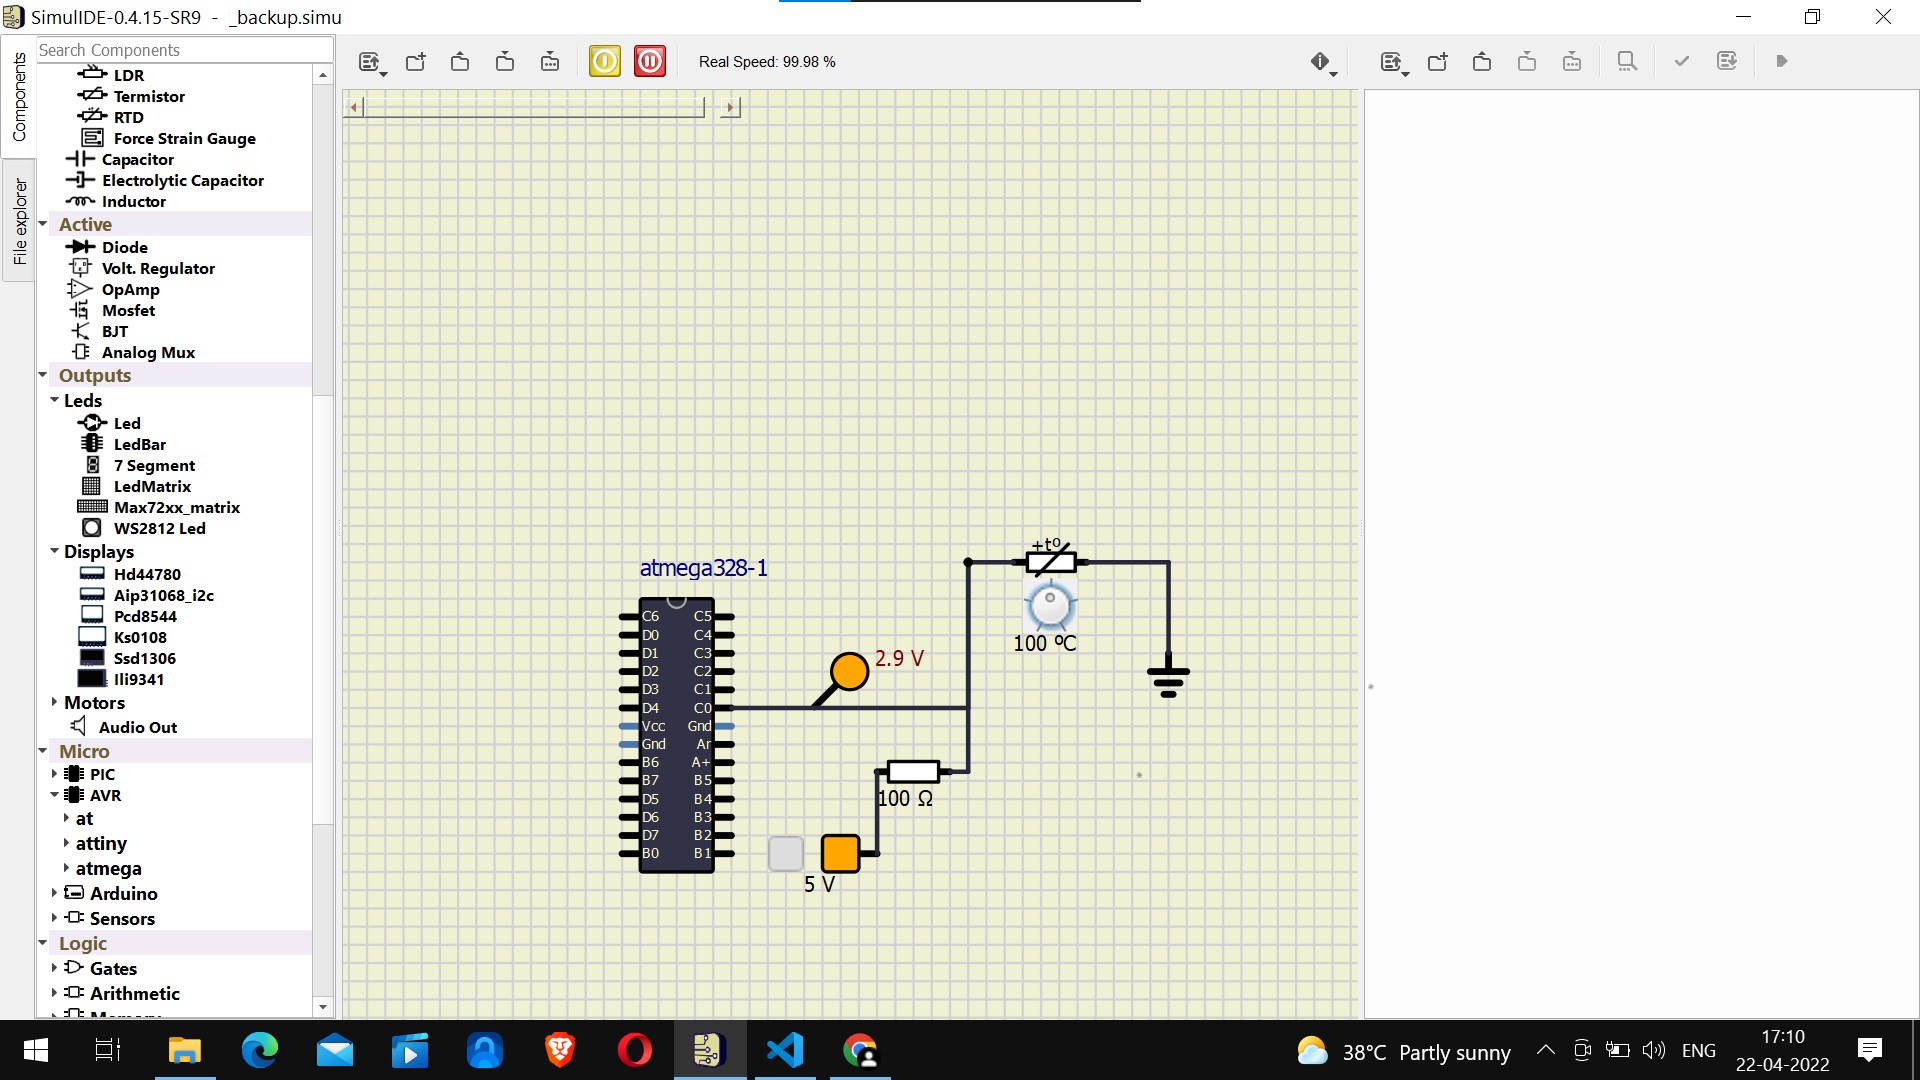 SimulIDE-0.4.15-SR9 - _backup.simu
Components
File explorer
Search Components
LDR
Termistor
RTD
Force Strain Gauge
Capacitor
Electrolytic Capacitor
Inductor
Active
Diode
Volt. Regulator
OpAmp
Mosfet
BJT
Analog Mux
Outputs
Leds
Led
LedBar
7 Segment
LedMatrix
Max72xx_matrix
WS2812 Led
Displays
Hd44780
Aip31068_i2c
Pcd8544
Ks0108
Ssd1306
Ili9341
Motors
Audio Out
Micro
PIC
AVR
at
attiny
atmega
Arduino
Sensors
Logic
Gates
Arithmetic
Real Speed: 99.98 %
atmega328-1
C6 C5
D0 C4
D1 C3
D2 C2
D3 C1
D4 C0
Vcc Gnd
Gnd Ar
B6 A+
B7 B5
D5 B4
D6 B3
D7 B2
B0 B1
2.9 V
+tº
100 ºC
100 Ω
5 V
38°C Partly sunny
ENG
17:10
22-04-2022